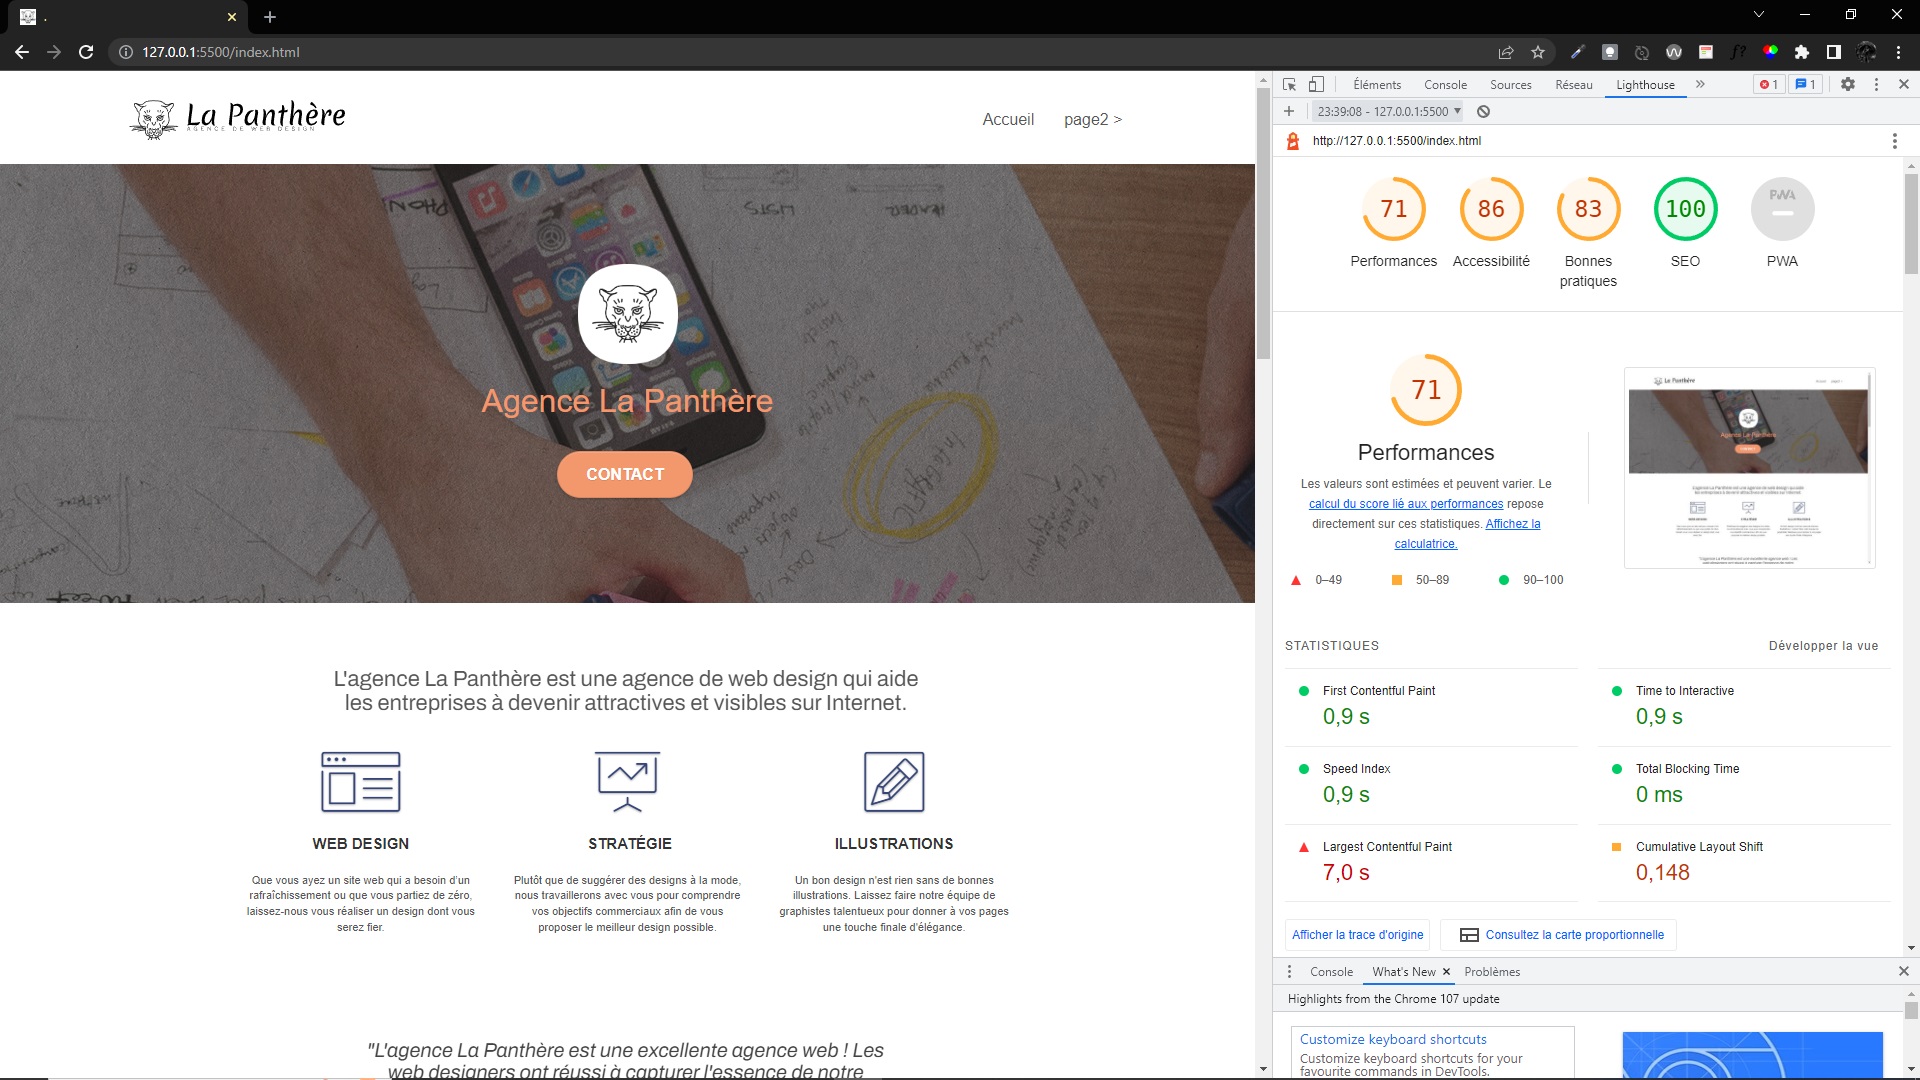 .
127.0.0.1:5500/index.html
La Panthère
AGENCE DE WEB DESIGN
Accueil
page2 >
Agence La Panthère
CONTACT
L'agence La Panthère est une agence de web design qui aide
les entreprises à devenir attractives et visibles sur Internet.
WEB DESIGN
Que vous ayez un site web qui a besoin d'un
rafraîchissement ou que vous partiez de zéro,
laissez-nous vous réaliser un design dont vous
serez fier.
STRATÉGIE
Plutôt que de suggérer des designs à la mode,
nous travaillerons avec vous pour comprendre
vos objectifs commerciaux afin de vous
proposer le meilleur design possible.
ILLUSTRATIONS
Un bon design n'est rien sans de bonnes
illustrations. Laissez faire notre équipe de
graphistes talentueux pour donner à vos pages
une touche finale d'élégance.
"L'agence La Panthère est une excellente agence web ! Les
web designers ont réussi à capturer l'essence de notre
Éléments
Console
Sources
Réseau
Lighthouse
1
1
23:39:08 - 127.0.0.1:5500
http://127.0.0.1:5500/index.html
71
86
83
100
PWA
Performances
Accessibilité
Bonnes
pratiques
SEO
PWA
71
Performances
Les valeurs sont estimées et peuvent varier. Le
calcul du score lié aux performances repose
directement sur ces statistiques. Affichez la
calculatrice.
0–49
50–89
90–100
STATISTIQUES
Développer la vue
First Contentful Paint
0,9 s
Time to Interactive
0,9 s
Speed Index
0,9 s
Total Blocking Time
0 ms
Largest Contentful Paint
7,0 s
Cumulative Layout Shift
0,148
Afficher la trace d'origine
Consultez la carte proportionnelle
Console
What's New
Problèmes
Highlights from the Chrome 107 update
Customize keyboard shortcuts
Customize keyboard shortcuts for your
favourite commands in DevTools.